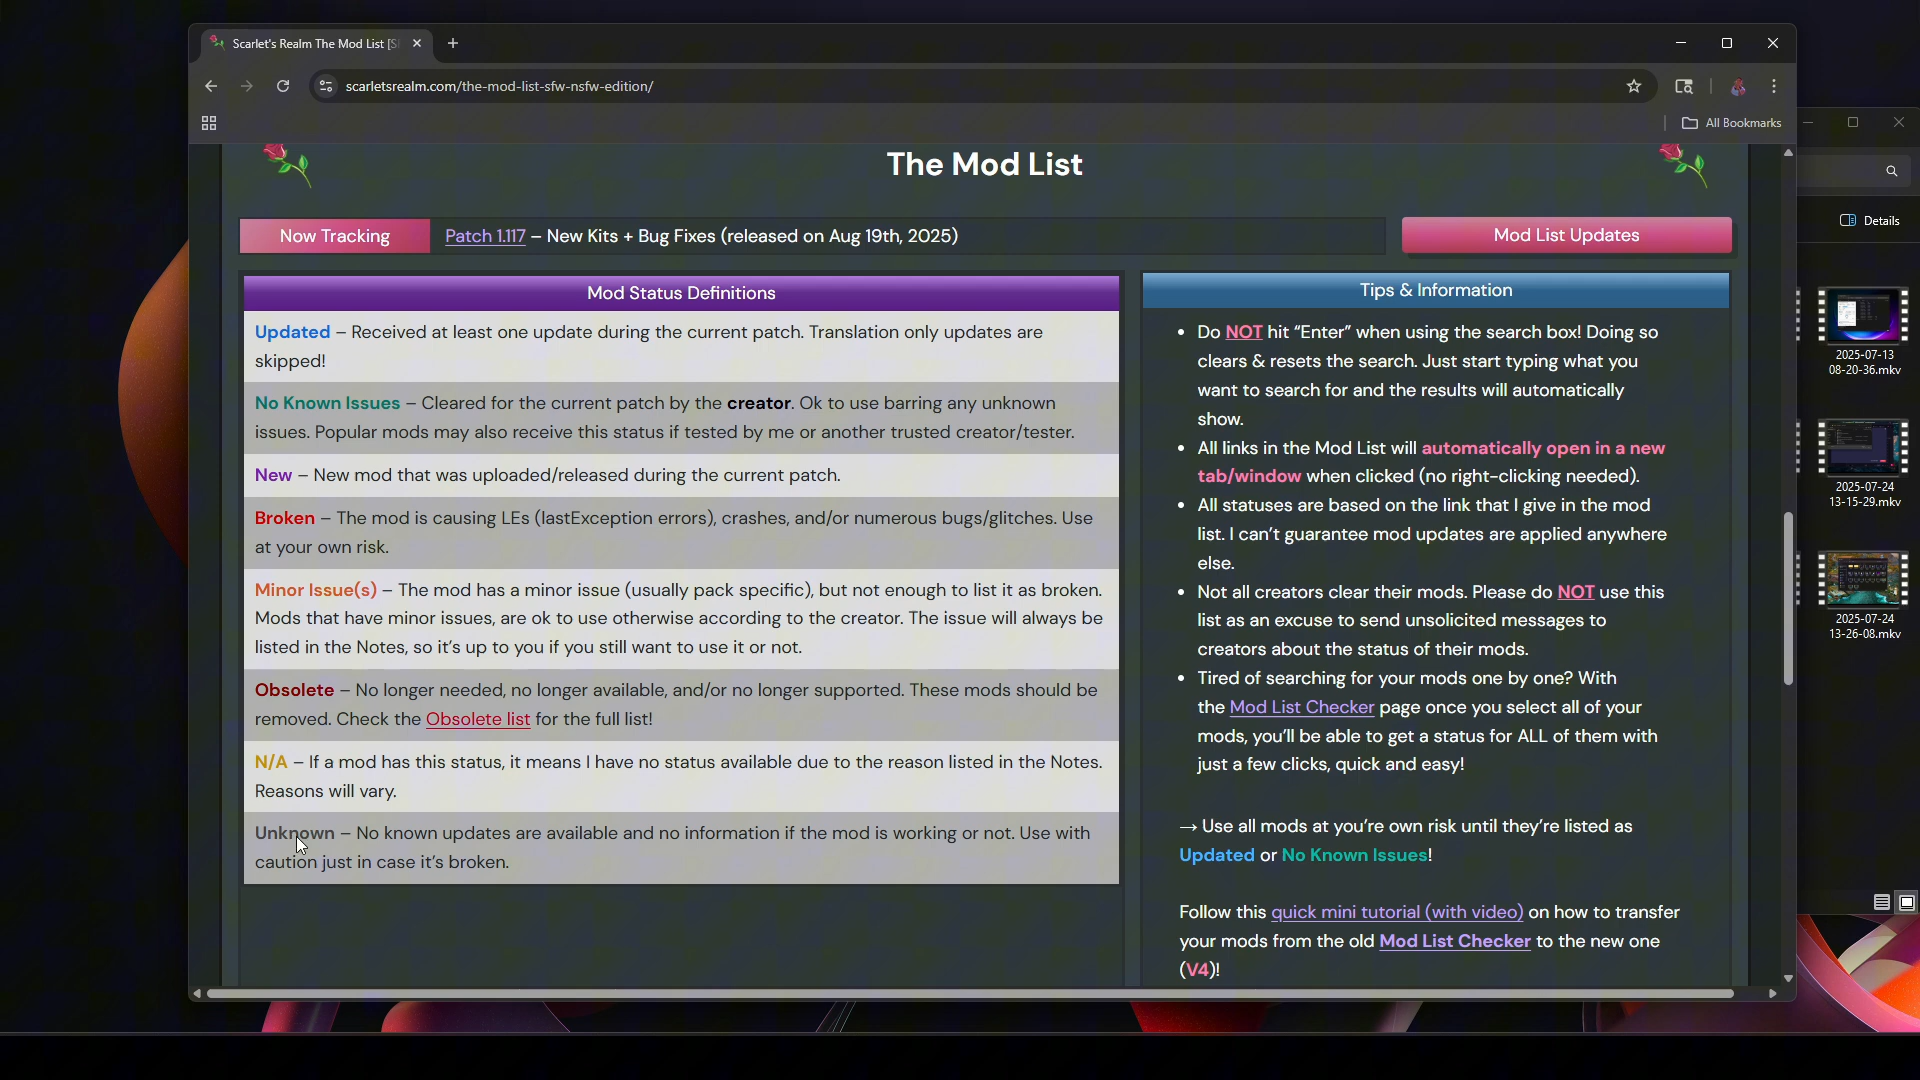 Scarlet's Realm The Mod List [S
scarletsrealm.com/the-mod-list-sfw-nsfw-edition/
All Bookmarks
The Mod List
Now Tracking
Patch 1.117 – New Kits + Bug Fixes (released on Aug 19th, 2025)
Mod List Updates
Mod Status Definitions
Updated – Received at least one update during the current patch. Translation only updates are
skipped!
No Known Issues – Cleared for the current patch by the creator. Ok to use barring any unknown
issues. Popular mods may also receive this status if tested by me or another trusted creator/tester.
New – New mod that was uploaded/released during the current patch.
Broken – The mod is causing LEs (lastException errors), crashes, and/or numerous bugs/glitches. Use
at your own risk.
Minor Issue(s) – The mod has a minor issue (usually pack specific), but not enough to list it as broken.
Mods that have minor issues, are ok to use otherwise according to the creator. The issue will always be
listed in the Notes, so it's up to you if you still want to use it or not.
Obsolete – No longer needed, no longer available, and/or no longer supported. These mods should be
removed. Check the Obsolete list for the full list!
N/A – If a mod has this status, it means I have no status available due to the reason listed in the Notes.
Reasons will vary.
Unknown – No known updates are available and no information if the mod is working or not. Use with
caution just in case it's broken.
Tips & Information
• Do NOT hit “Enter” when using the search box! Doing so
clears & resets the search. Just start typing what you
want to search for and the results will automatically
show.
• All links in the Mod List will automatically open in a new
tab/window when clicked (no right-clicking needed).
• All statuses are based on the link that I give in the mod
list. I can't guarantee mod updates are applied anywhere
else.
• Not all creators clear their mods. Please do NOT use this
list as an excuse to send unsolicited messages to
creators about the status of their mods.
• Tired of searching for your mods one by one? With
the Mod List Checker page once you select all of your
mods, you'll be able to get a status for ALL of them with
just a few clicks, quick and easy!
→ Use all mods at you're own risk until they're listed as
Updated or No Known Issues!
Follow this quick mini tutorial (with video) on how to transfer
your mods from the old Mod List Checker to the new one
(V4)!
Details
2025-07-13
08-20-36.mkv
2025-07-24
13-15-29.mkv
2025-07-24
13-26-08.mkv